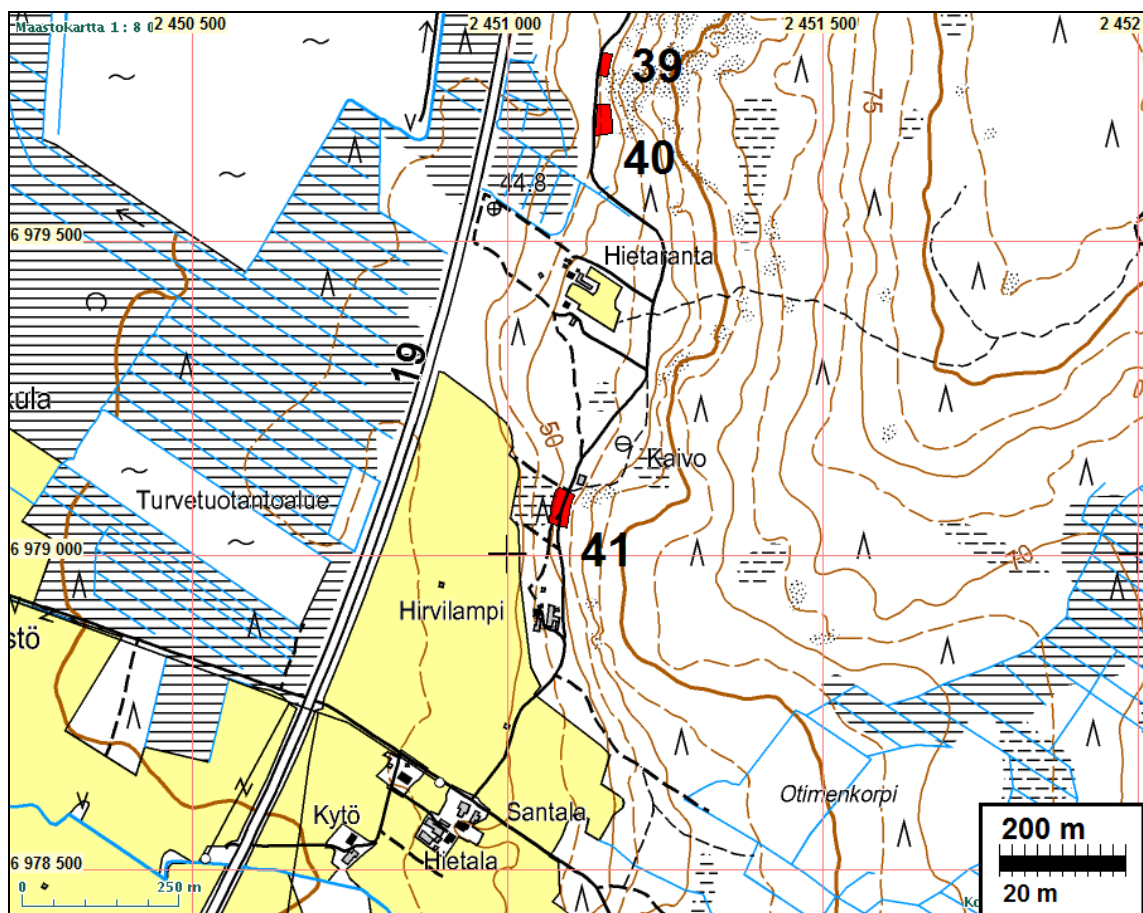 Maastokartta 1 : 8 0
2 450 500
2 451 000
2 451 500
2 452
39
75
40
44.8
6 979 500
Hietaranta
19
kula
50
Kaivo
Turvetuotantoalue
6 979 000
41
70
Hirvilampi
stö
Otimenkorpi
Kytö
Santala
200 m
Hietala
6 978 500
0 250 m
20 m